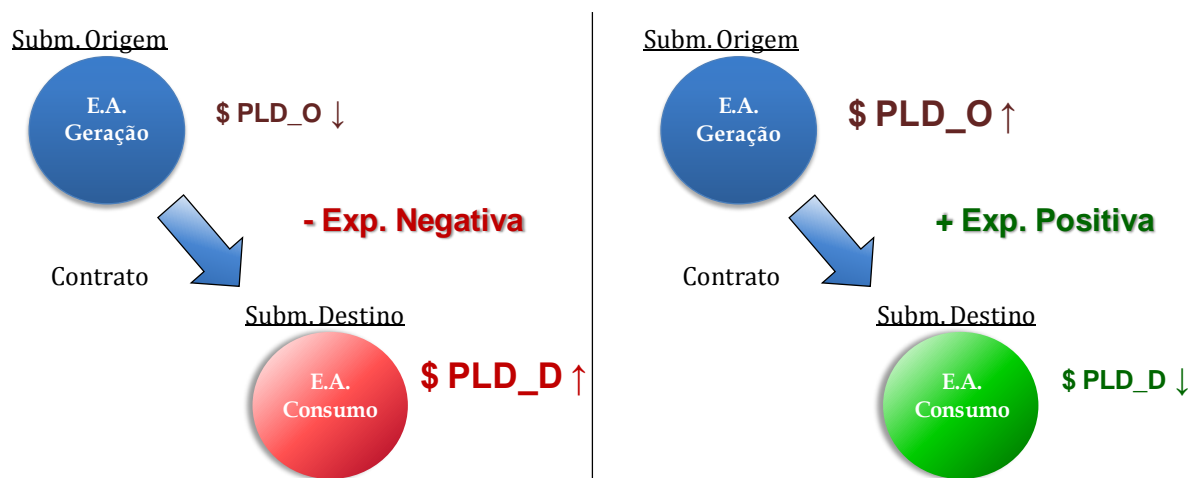 Subm. Origem
E.A.
Geração
$ PLD_O ↓
- Exp. Negativa
Contrato
Subm. Destino
E.A.
Consumo
$ PLD_D ↑
Subm. Origem
E.A.
Geração
$ PLD_O ↑
+ Exp. Positiva
Contrato
Subm. Destino
E.A.
Consumo
$ PLD_D ↓